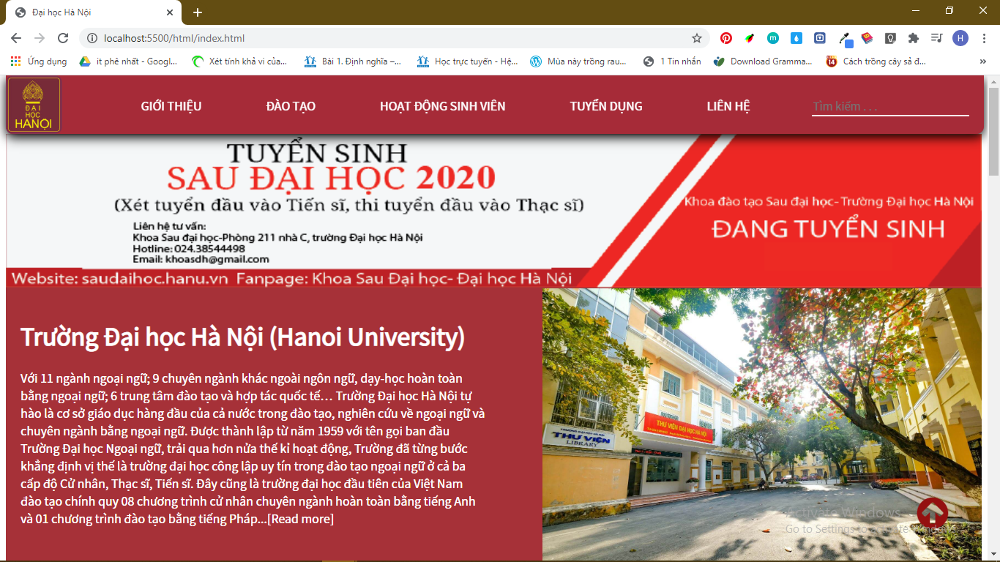 Đại học Hà Nội
localhost:5500/html/index.html
H
Ứng dụng
it phê nhất - Googl...
Xét tính khả vi của...
Bài 1. Định nghĩa –...
Học trực tuyến - Hệ...
Mùa này trồng rau...
1 Tin nhắn
Download Gramma...
Cách trồng cây sả đ...
ĐẠI
HỌC
HANỌI
GIỚI THIỆU
ĐÀO TẠO
HOẠT ĐỘNG SINH VIÊN
TUYỂN DỤNG
LIÊN HỆ
Tìm kiếm . . .
TUYỂN SINH
SAU ĐẠI HỌC 2020
(Xét tuyển đầu vào Tiến sĩ, thi tuyển đầu vào Thạc sĩ)
Liên hệ tư vấn:
Khoa Sau đại học-Phòng 211 nhà C, trường Đại học Hà Nội
Hotline: 024.38544498
Email: khoasdh@gmail.com
Website: saudaihoc.hanu.vn Fanpage: Khoa Sau Đại học- Đại học Hà Nội
Khoa đào tạo Sau đại học-Trường Đại học Hà Nội
ĐANG TUYỂN SINH
Trường Đại học Hà Nội (Hanoi University)
Với 11 ngành ngoại ngữ; 9 chuyên ngành khác ngoài ngôn ngữ, dạy-học hoàn toàn
bằng ngoại ngữ; 6 trung tâm đào tạo và hợp tác quốc tế… Trường Đại học Hà Nội tự
hào là cơ sở giáo dục hàng đầu của cả nước trong đào tạo, nghiên cứu về ngoại ngữ và
chuyên ngành bằng ngoại ngữ. Được thành lập từ năm 1959 với tên gọi ban đầu
Trường Đại học Ngoại ngữ, trải qua hơn nửa thế kỉ hoạt động, Trường đã từng bước
khẳng định vị thế là trường đại học công lập uy tín trong đào tạo ngoại ngữ ở cả ba
cấp độ Cử nhân, Thạc sĩ, Tiến sĩ. Đây cũng là trường đại học đầu tiên của Việt Nam
đào tạo chính quy 08 chương trình cử nhân chuyên ngành hoàn toàn bằng tiếng Anh
và 01 chương trình đào tạo bằng tiếng Pháp...[Read more]
THƯ VIỆN ĐẠI HỌC HÀ NỘI
THƯ VIỆN
LIBRARY
Activate Windows
Go to Settings to activate Windows.